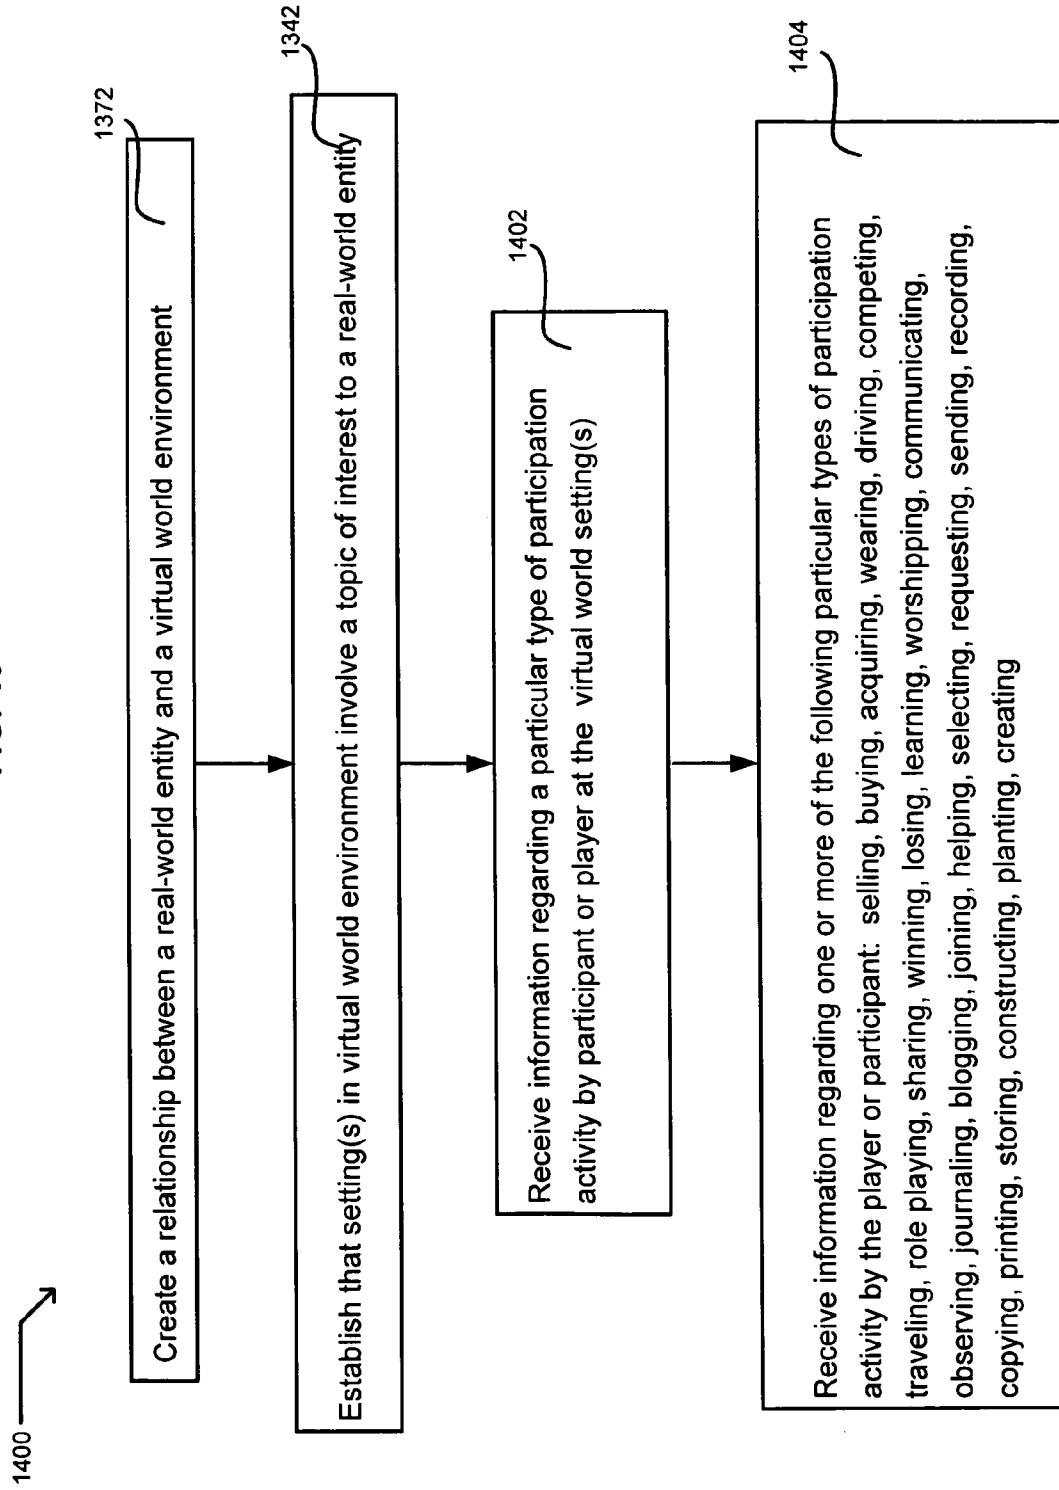 1400
1372
Create a relationship between a real-world entity and a virtual world environment
1342
Establish that setting(s) in virtual world environment involve a topic of interest to a real-world entity
1402
Receive information regarding a particular type of participation
activity by participant or player at the virtual world setting(s)
1404
Receive information regarding one or more of the following particular types of participation
activity by the player or participant: selling, buying, acquiring, wearing, driving, competing,
traveling, role playing, sharing, winning, losing, learning, worshipping, communicating,
observing, journaling, blogging, joining, helping, selecting, requesting, sending, recording,
copying, printing, storing, constructing, planting, creating